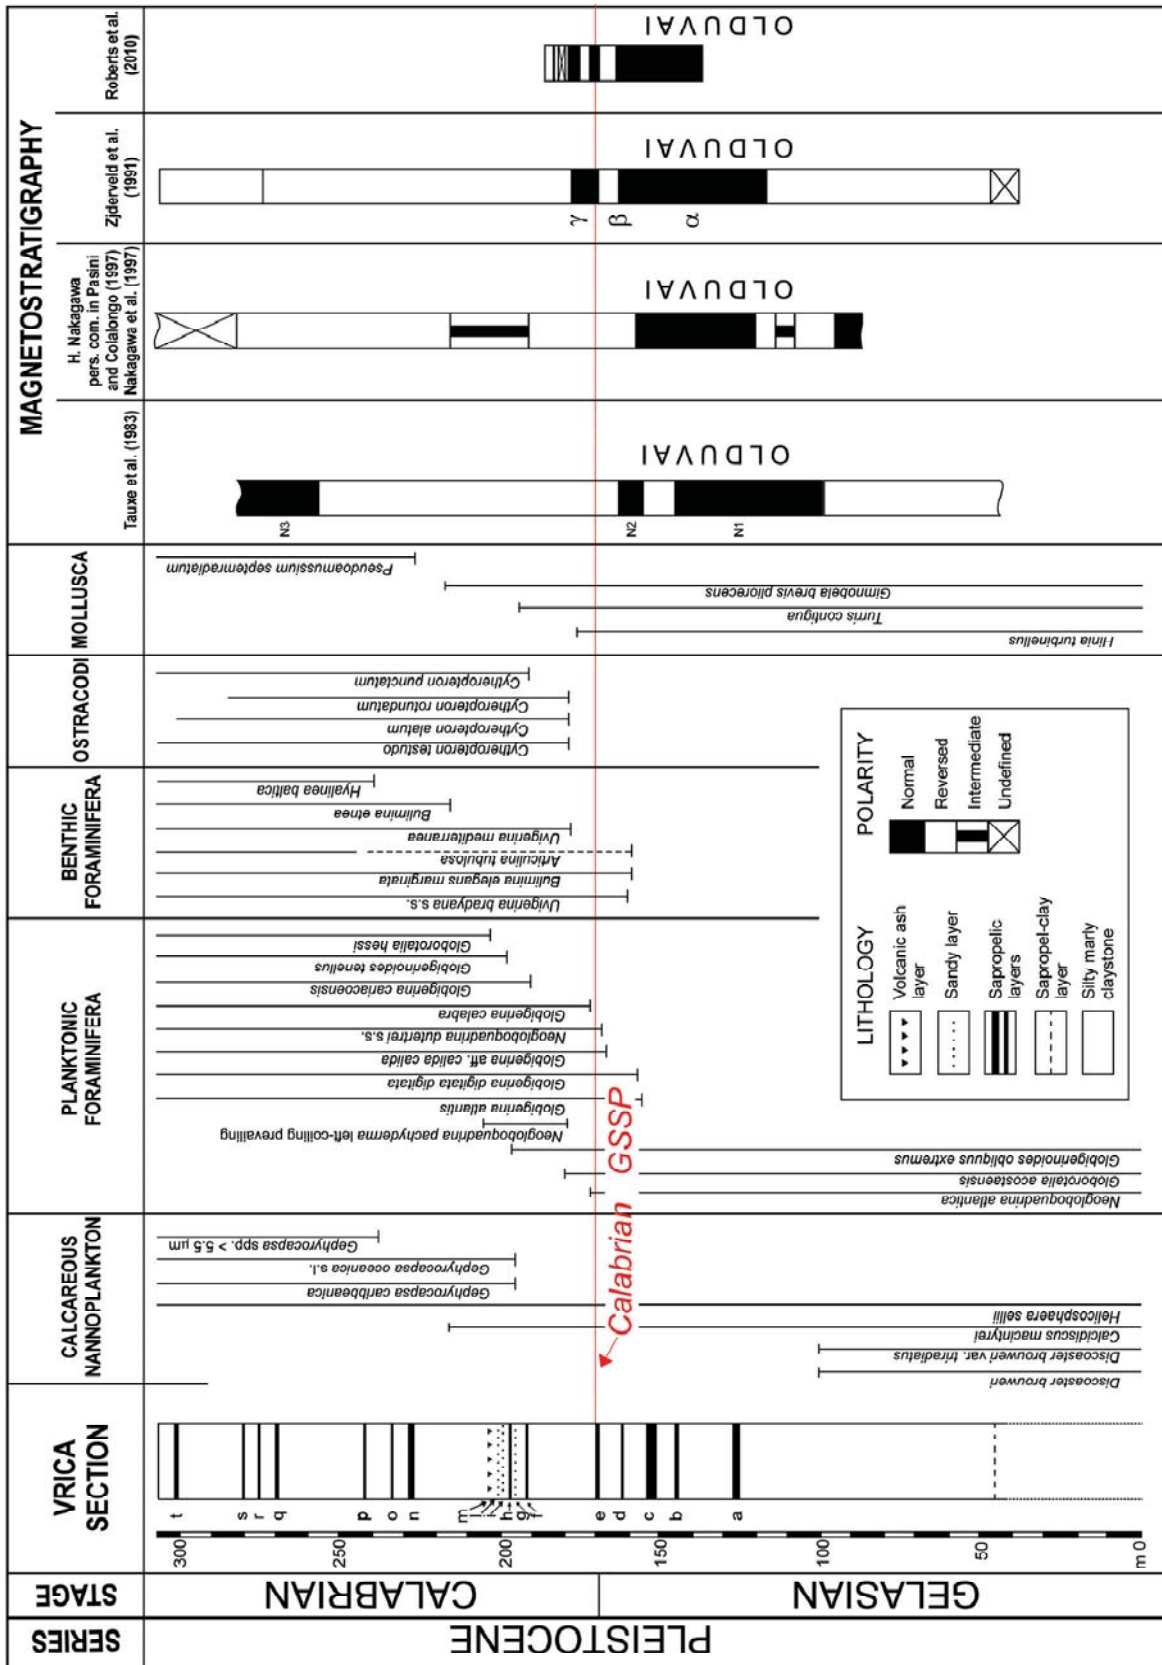 MAGNETOSTRATIGRAPHY
Roberts et al.
(2010)
OLDUVAI
Zjderveld et al.
(1991)
γ
β
α
OLDUVAI
H. Nakagawa
pers. com. in Pasini
and Colalongo (1997)
Nakagawa et al. [1997)
OLDUVAI
Tauxe et al. (1983)
N3
N2
N1
OLDUVAI
MOLLUSCA
Pseudoamussium septemradiatum
Gimnobela brevis pliorecens
Turris contigua
Hinia turbinellus
OSTRACODI
Cytheropteron punctatum
Cytheropteron rotundatum
Cytheropteron alatum
Cytheropteron testudo
BENTHIC
FORAMINIFERA
Hyalinea baltica
Bulimina etnea
Uvigerina mediterranea
Articulina tubulosa
Bulimina elegans marginata
Uvigerina bradyana s.s.
PLANKTONIC
FORAMINIFERA
Globorotalia hessi
Globigerinoides tenellus
Globigerina cariacoensis
Globigerina calabra
Neogloboquadrina dutertrei s.s.
Globigerina aff. calida calida
Globigerina digitata digitata
Globigerina atlantis
Neogloboquadrina pachyderma left-coiling prevailing
Globigerinoides obliquus extremus
Globorotalia acostaensis
Neogloboquadrina atlantica
CALCAREOUS
NANNOPLANKTON
Gephyrocapsa spp. > 5.5 μm
Gephyrocapsa oceanica s.l.
Gephyrocapsa caribbeanica
Helicosphaera sellii
Calcidiscus macintyrei
Discoaster brouweri var. triradiatus
Discoaster brouweri
Calabrian GSSP
VRICA
SECTION
t
s
r
q
p
o
n
m
l
i
h
g
f
e
d
c
b
a
300
250
200
150
100
50
m 0
STAGE
CALABRIAN
GELASIAN
SERIES
PLEISTOCENE
LITHOLOGY
Volcanic ash
layer
Sandy layer
Sapropelic
layers
Sapropel-clay
layer
Silty marly
claystone
POLARITY
Normal
Reversed
Intermediate
Undefined